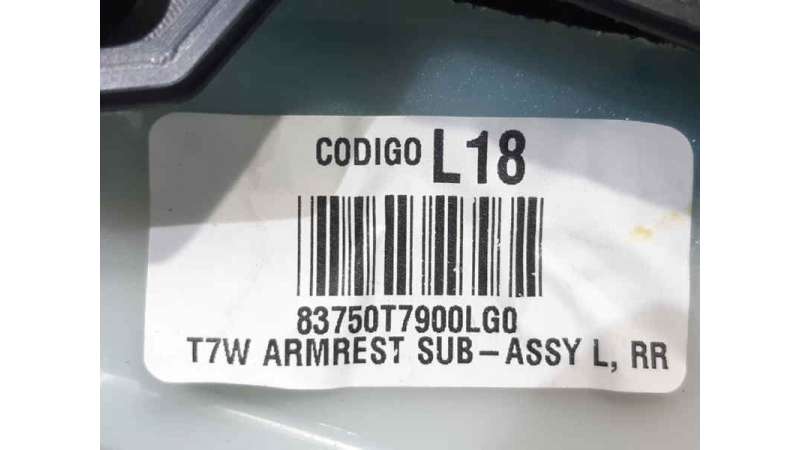 CODIGO L18
83750T7900LG0
T7W ARMREST SUB-ASSY L, RR